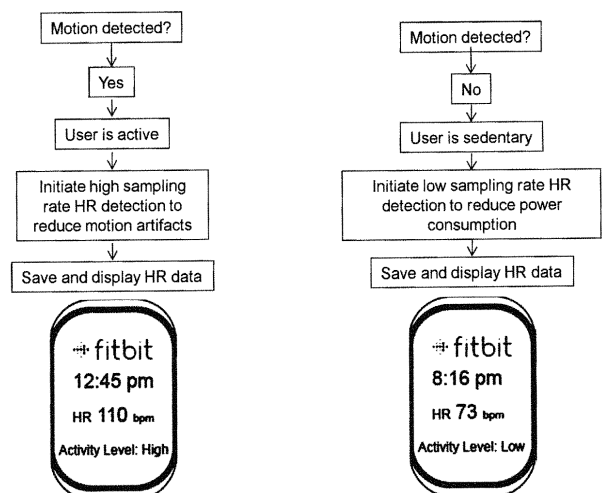 Motion detected?
Yes
User is active
Initiate high sampling
rate HR detection to
reduce motion artifacts
Save and display HR data
fitbit
12:45 pm
HR 110 bpm
Activity Level: High
Motion detected?
No
User is sedentary
Initiate low sampling rate HR
detection to reduce power
consumption
Save and display HR data
fitbit
8:16 pm
HR 73 bpm
Activity Level: Low